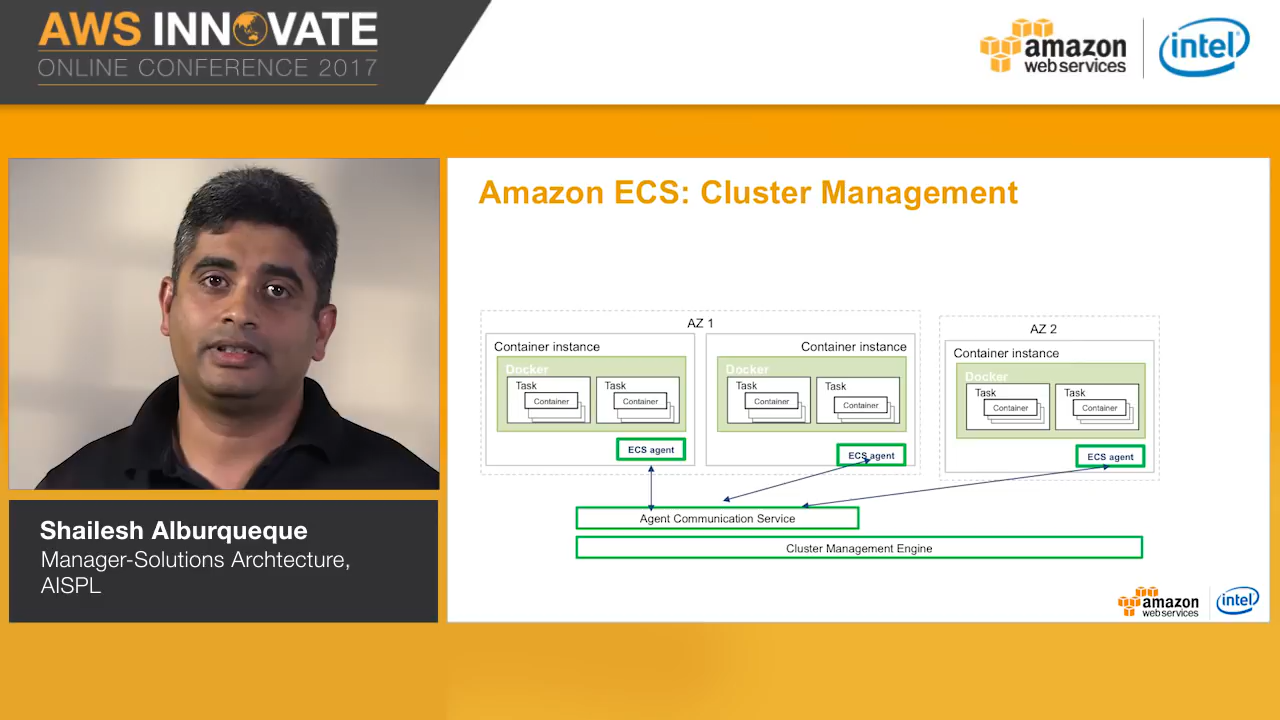 AWS INNOVATE
ONLINE CONFERENCE 2017
amazon
web services
intel
Amazon ECS: Cluster Management
AZ 1
Container instance
Docker
Task
Container
Task
Container
ECS agent
Container instance
Docker
Task
Container
Task
Container
ECS agent
AZ 2
Container instance
Docker
Task
Container
Task
Container
ECS agent
Agent Communication Service
Cluster Management Engine
Shailesh Alburqueque
Manager-Solutions Archtecture,
AISPL
amazon
web services
intel